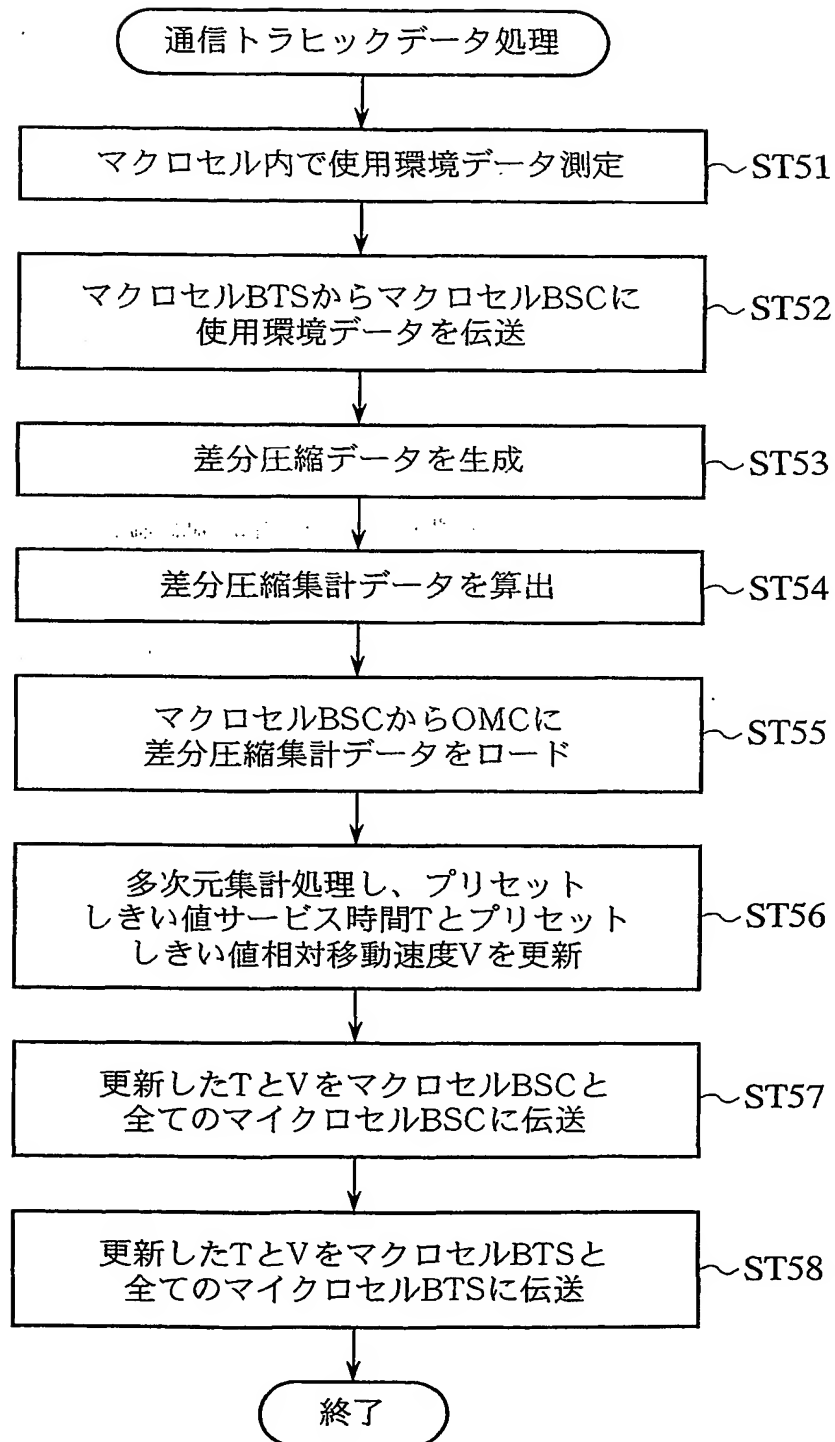 通信トラヒックデータ処理
マクロセル内で使用環境データ測定
ST51
マクロセルBTSからマクロセルBSCに
使用環境データを伝送
ST52
差分圧縮データを生成
ST53
差分圧縮集計データを算出
ST54
マクロセルBSCからOMCに
差分圧縮集計データをロード
ST55
多次元集計処理し、プリセット
しきい値サービス時間Tとプリセット
しきい値相対移動速度Vを更新
ST56
更新したTとVをマクロセルBSCと
全てのマイクロセルBSCに伝送
ST57
更新したTとVをマクロセルBTSと
全てのマイクロセルBTSに伝送
ST58
終了